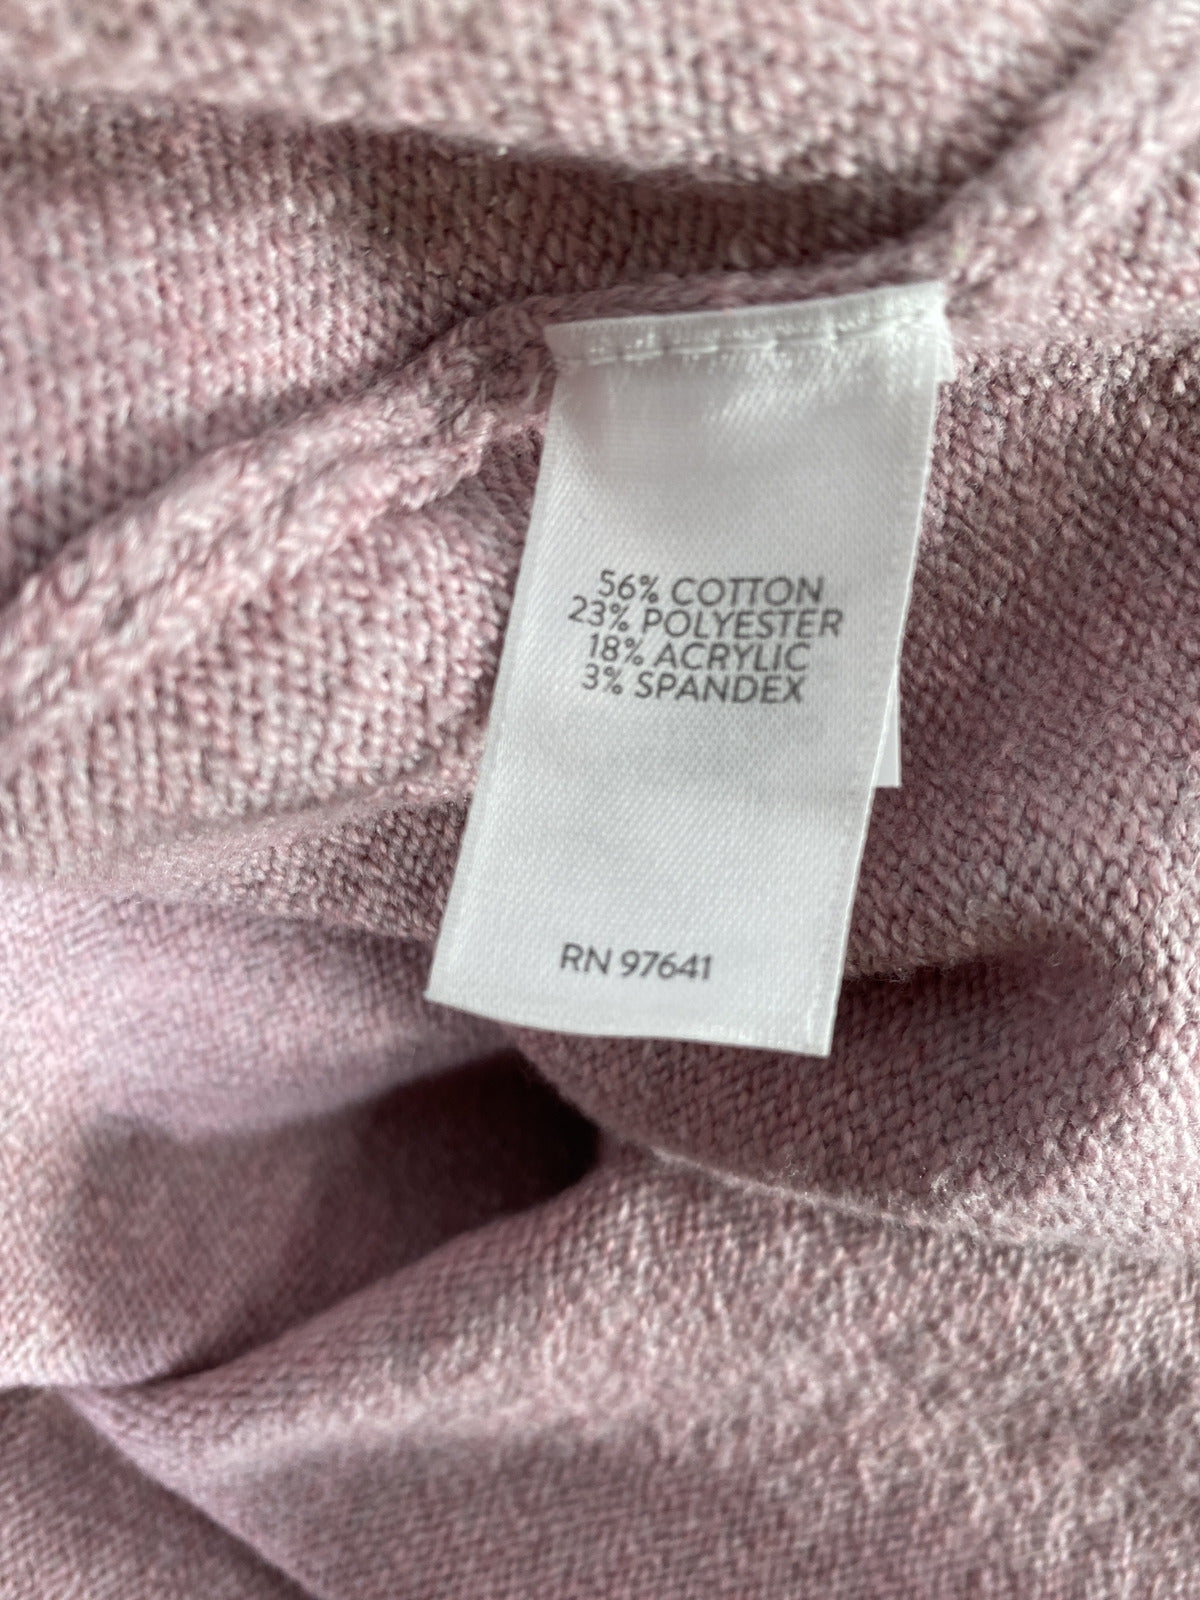 56% COTTON
23% POLYESTER
18% ACRYLIC
3% SPANDEX
RN 97641